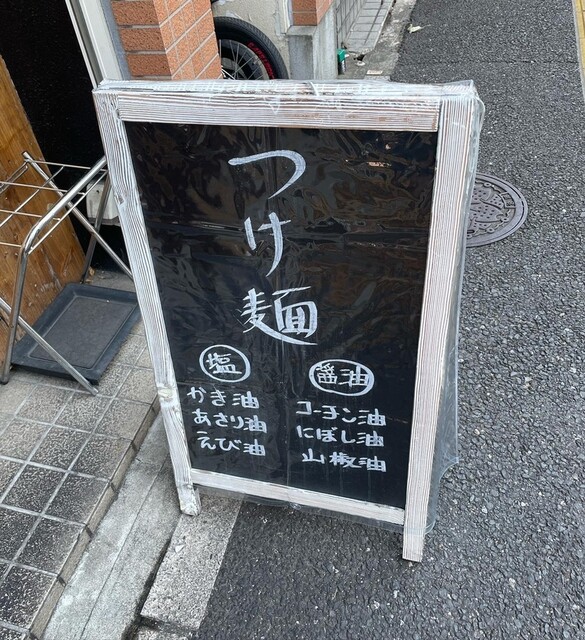 つけ麺
塩
かき油
あさり油
えび油
醤油
コーチン油
にぼし油
山椒油